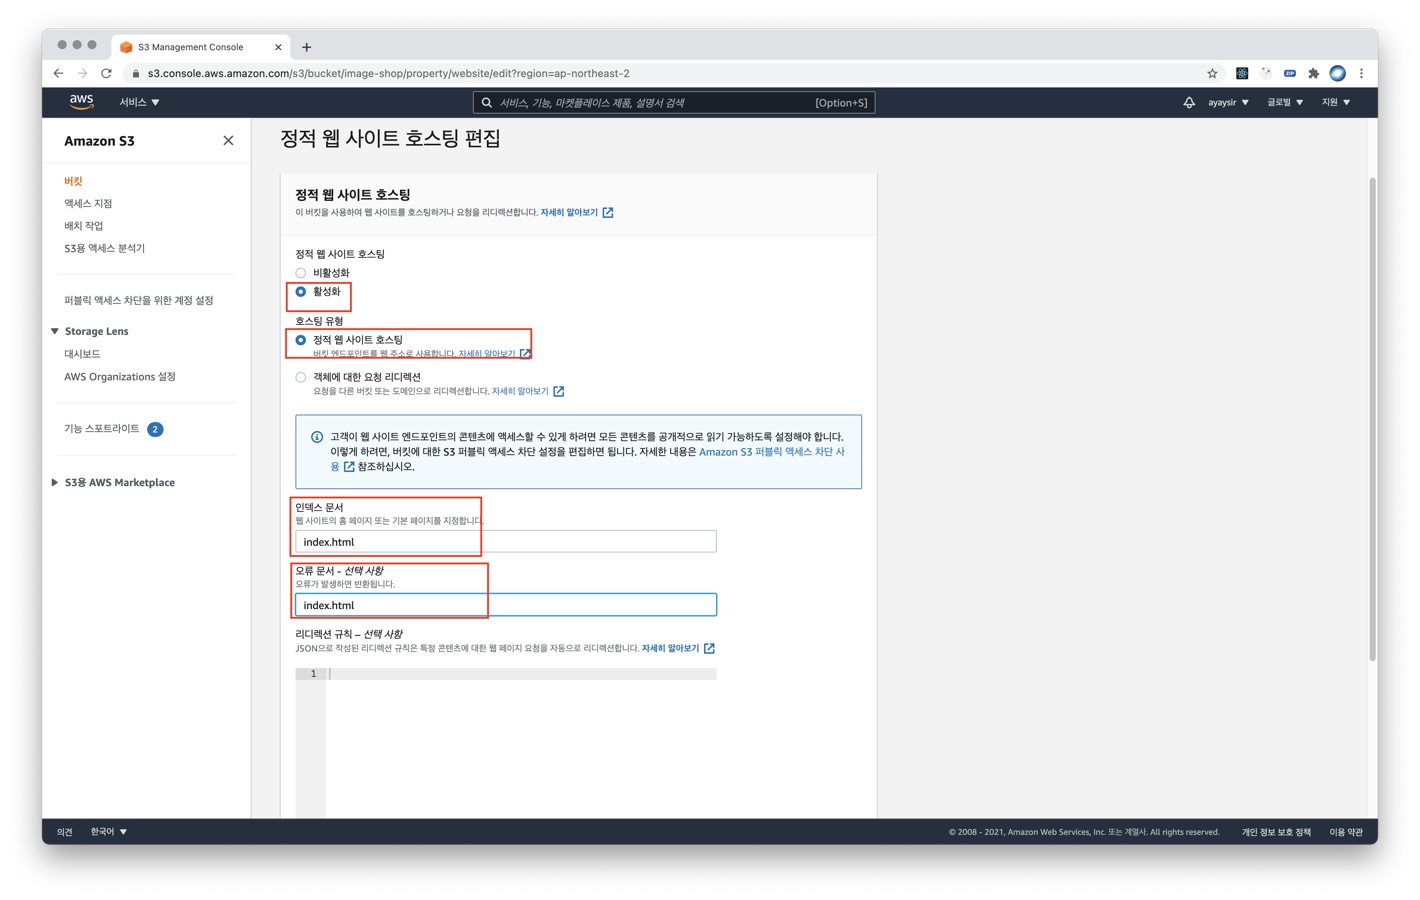 S3 Management Console
s3.console.aws.amazon.com/s3/bucket/image-shop/property/website/edit?region=ap-northeast-2
ZIP
aws
서비스
서비스, 기능, 마켓플레이스 제품, 설명서 검색
[Option+S]
ayaysir
글로벌
지원
Amazon S3
버킷
액세스 지점
배치 작업
S3용 액세스 분석기
퍼블릭 액세스 차단을 위한 계정 설정
Storage Lens
대시보드
AWS Organizations 설정
기능 스포트라이트 2
S3용 AWS Marketplace
정적 웹 사이트 호스팅 편집
정적 웹 사이트 호스팅
이 버킷을 사용하여 웹 사이트를 호스팅하거나 요청을 리디렉션합니다. 자세히 알아보기
정적 웹 사이트 호스팅
비활성화
활성화
호스팅 유형
정적 웹 사이트 호스팅
버킷 엔드포인트를 웹 주소로 사용합니다. 자세히 알아보기
객체에 대한 요청 리디렉션
요청을 다른 버킷 또는 도메인으로 리디렉션합니다. 자세히 알아보기
고객이 웹 사이트 엔드포인트의 콘텐츠에 액세스할 수 있게 하려면 모든 콘텐츠를 공개적으로 읽기 가능하도록 설정해야 합니다.
이렇게 하려면, 버킷에 대한 S3 퍼블릭 액세스 차단 설정을 편집하면 됩니다. 자세한 내용은 Amazon S3 퍼블릭 액세스 차단 사
용 참조하십시오.
인덱스 문서
웹 사이트의 홈 페이지 또는 기본 페이지를 지정합니다.
index.html
오류 문서 - 선택 사항
오류가 발생하면 반환됩니다.
index.html
리디렉션 규칙 – 선택 사항
JSON으로 작성된 리디렉션 규칙은 특정 콘텐츠에 대한 웹 페이지 요청을 자동으로 리디렉션합니다. 자세히 알아보기
1
의견
한국어
© 2008 - 2021, Amazon Web Services, Inc. 또는 계열사. All rights reserved.
개인 정보 보호 정책
이용 약관